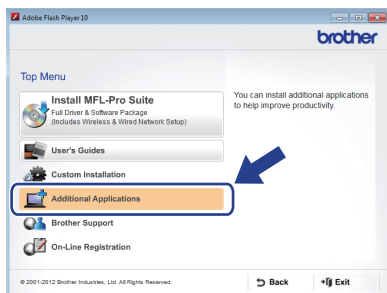 Adobe Flash Player 10
brother
Top Menu
Install MFL-Pro Suite
Full Driver & Software Package
(Includes Wireless & Wired Network Setup)
User's Guides
Custom Installation
Additional Applications
Brother Support
On-Line Registration
You can install additional applications
to help improve productivity.
© 2001-2012 Brother Industries, Ltd. All Rights Reserved.
Back
Exit